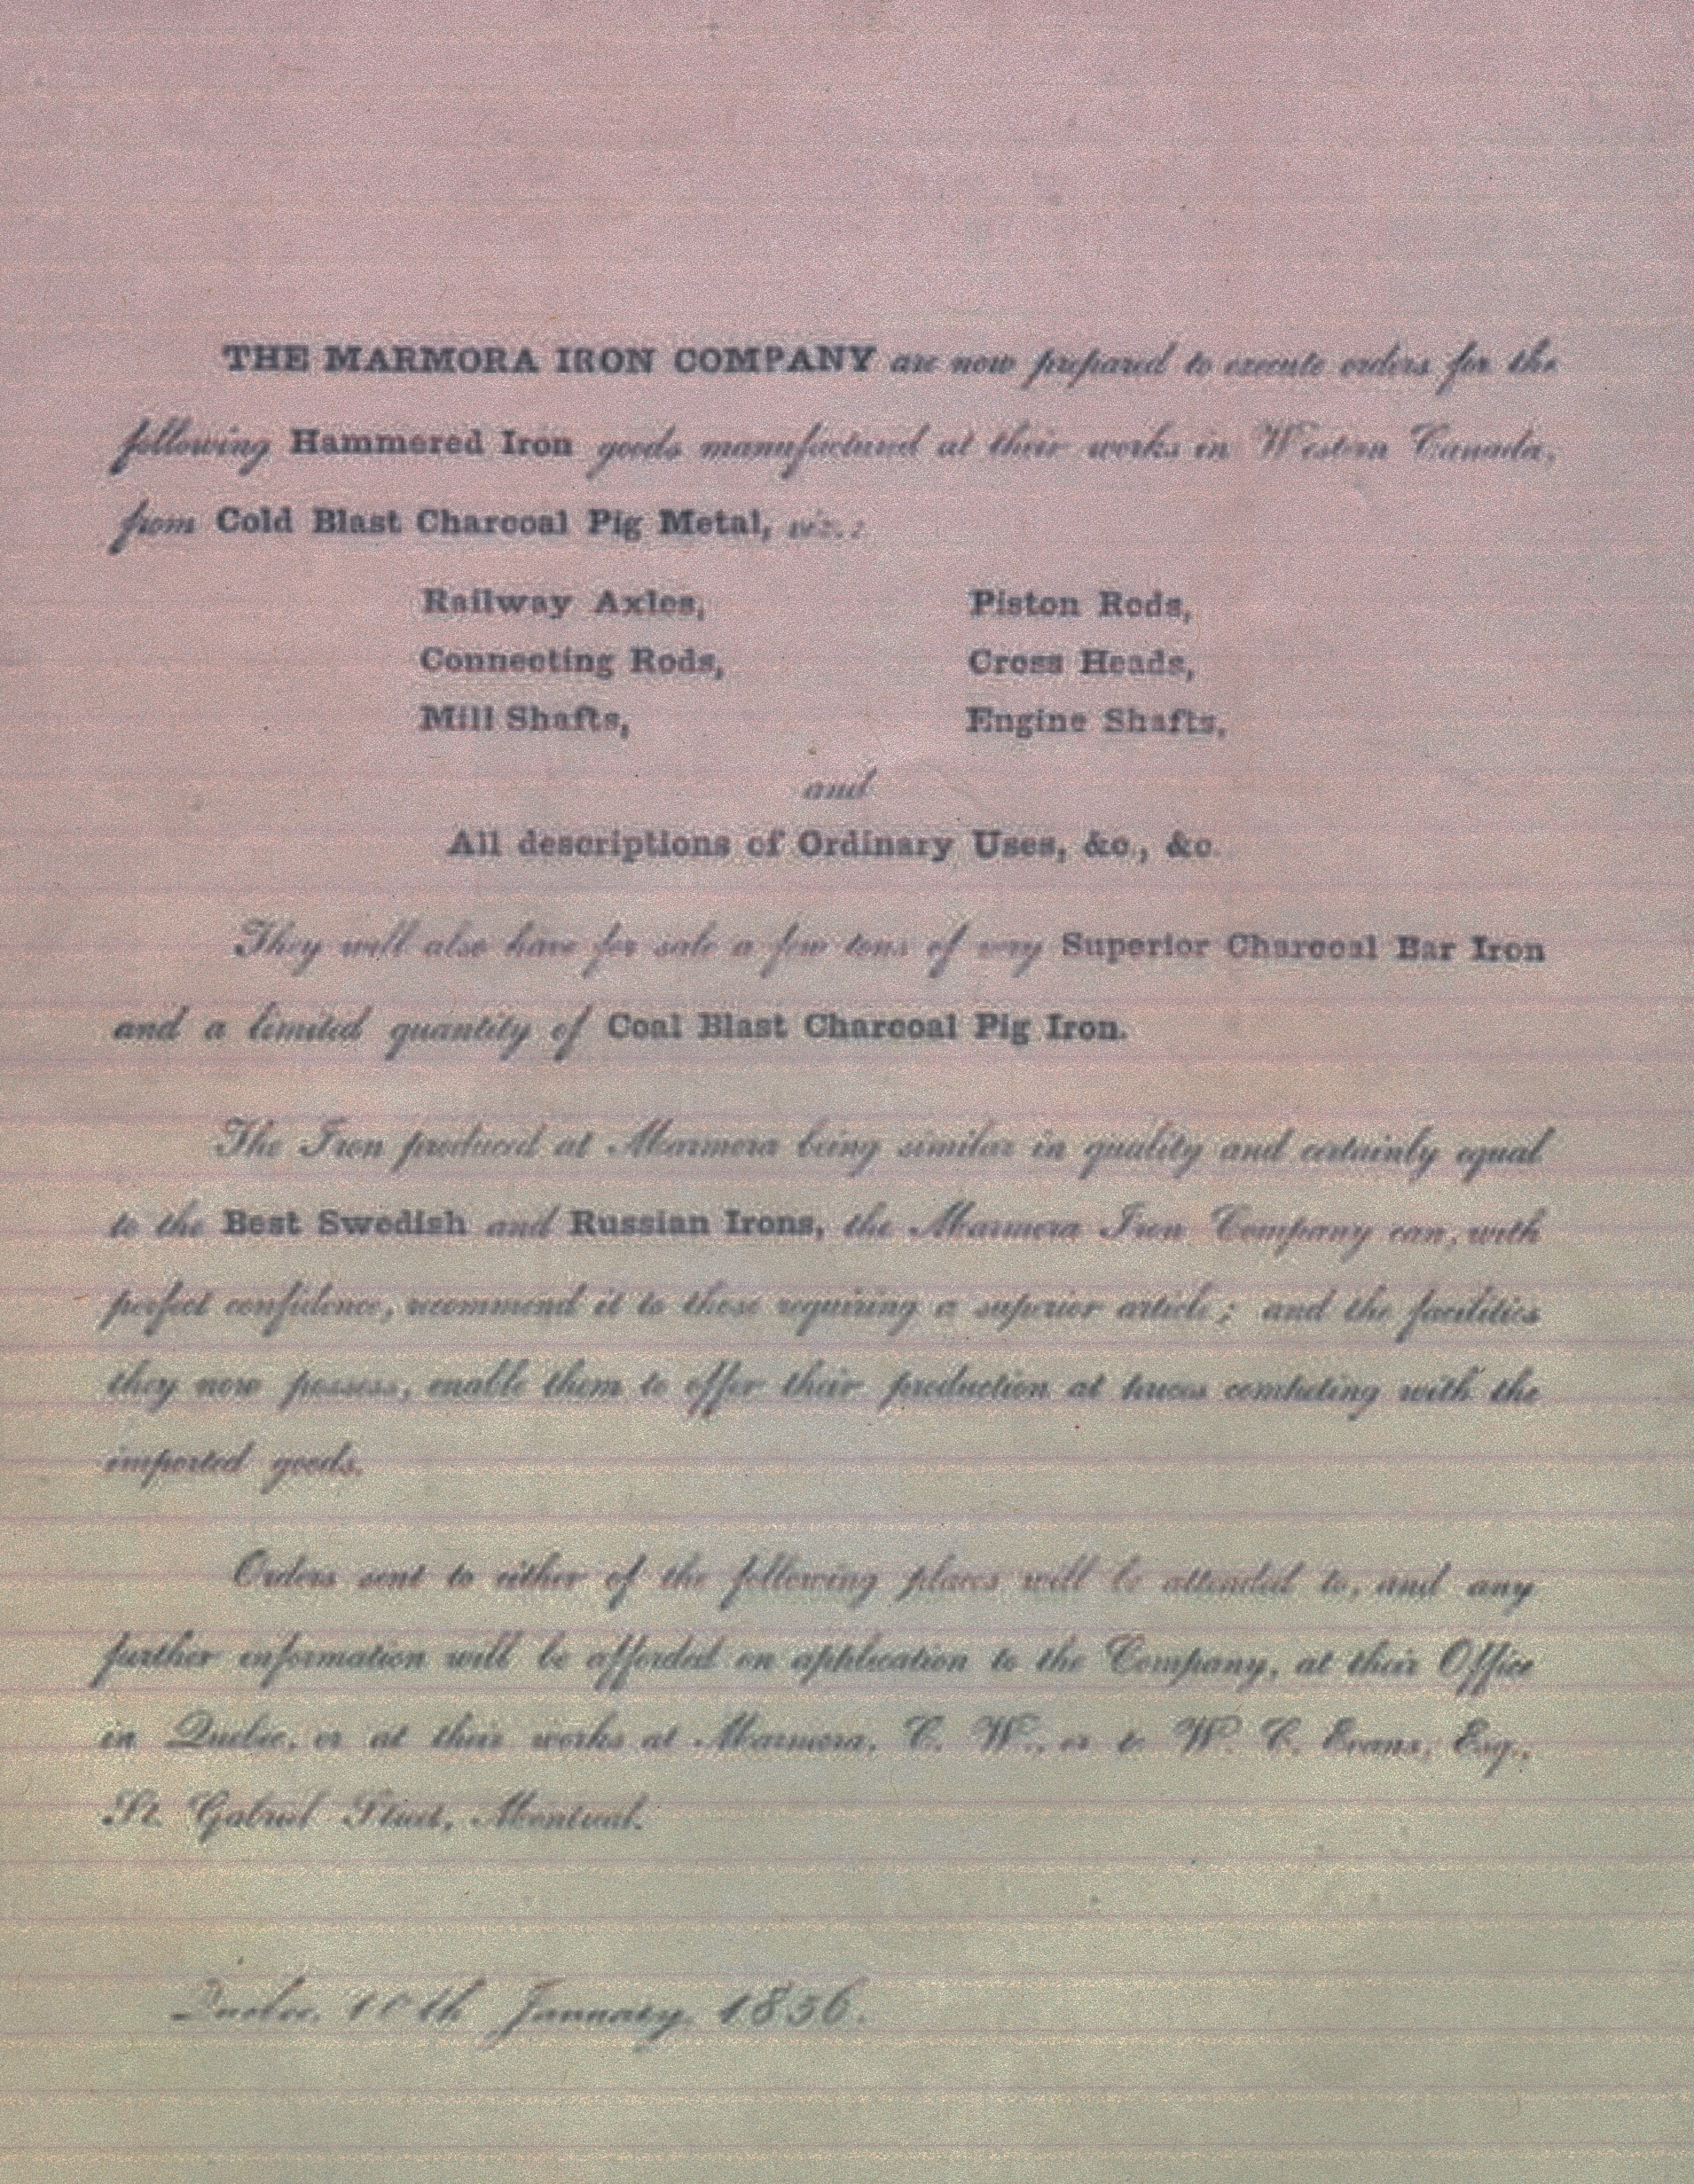 THE MARMORA IRON COMPANY are now prepared to execute orders for the
following Hammered Iron goods manufactured at their works in Western Canada,
from Cold Blast Charcoal Pig Metal, viz.:
Railway Axles, Piston Rods,
Connecting Rods, Cross Heads,
Mill Shafts, Engine Shafts,
and
All descriptions of Ordinary Uses, &c., &c.
They will also have for sale a few tons of very Superior Charcoal Bar Iron
and a limited quantity of Coal Blast Charcoal Pig Iron.
The Iron produced at Marmora being similar in quality and certainly equal
to the Best Swedish and Russian Irons, the Marmora Iron Company can, with
perfect confidence, recommend it to those requiring a superior article; and the facilities
they now possess, enable them to offer their production at prices competing with the
imported goods.
Orders sent to either of the following places will be attended to, and any
further information will be afforded on application to the Company, at their Office
in Quebec, or at their works at Marmora, C. W., or to W. C. Evans, Esq.,
St. Gabriel Street, Montreal.
Quebec, 10th January, 1856.